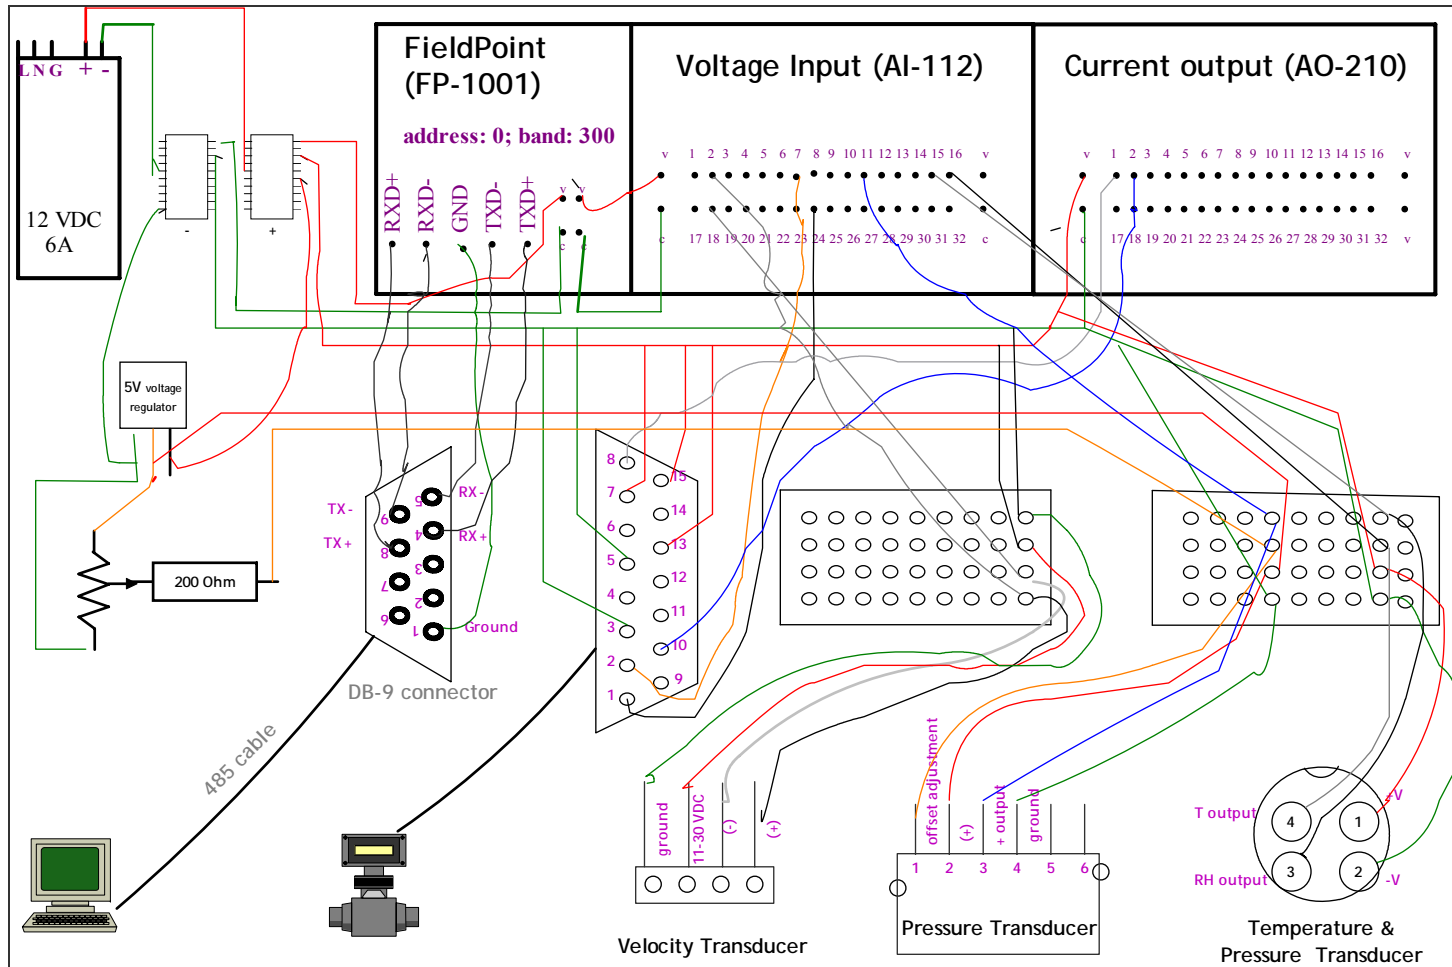 L N G + -
12 VDC
6A
-
+
FieldPoint
(FP-1001)
address: 0; band: 300
RXD+
RXD-
GND
TXD-
TXD+
v v
c c
Voltage Input (AI-112)
v 1 2 3 4 5 6 7 8 9 10 11 12 13 14 15 16 v
c 17 18 19 20 21 22 23 24 25 26 27 28 29 30 31 32 c
Current output (AO-210)
v 1 2 3 4 5 6 7 8 9 10 11 12 13 14 15 16 v
c 17 18 19 20 21 22 23 24 25 26 27 28 29 30 31 32 v
5V voltage
regulator
200 Ohm
TX-
TX+
RX-
RX+
Ground
9
8
7
6
5
4
3
2
1
DB-9 connector
485 cable
8
7
6
5
4
3
2
1
15
14
13
12
11
10
9
ground
11-30 VDC
(-)
(+)
Velocity Transducer
offset adjustment
(+)
+ output
ground
1 2 3 4 5 6
Pressure Transducer
T output
RH output
+V
-V
4
1
3
2
Temperature &
Pressure Transducer